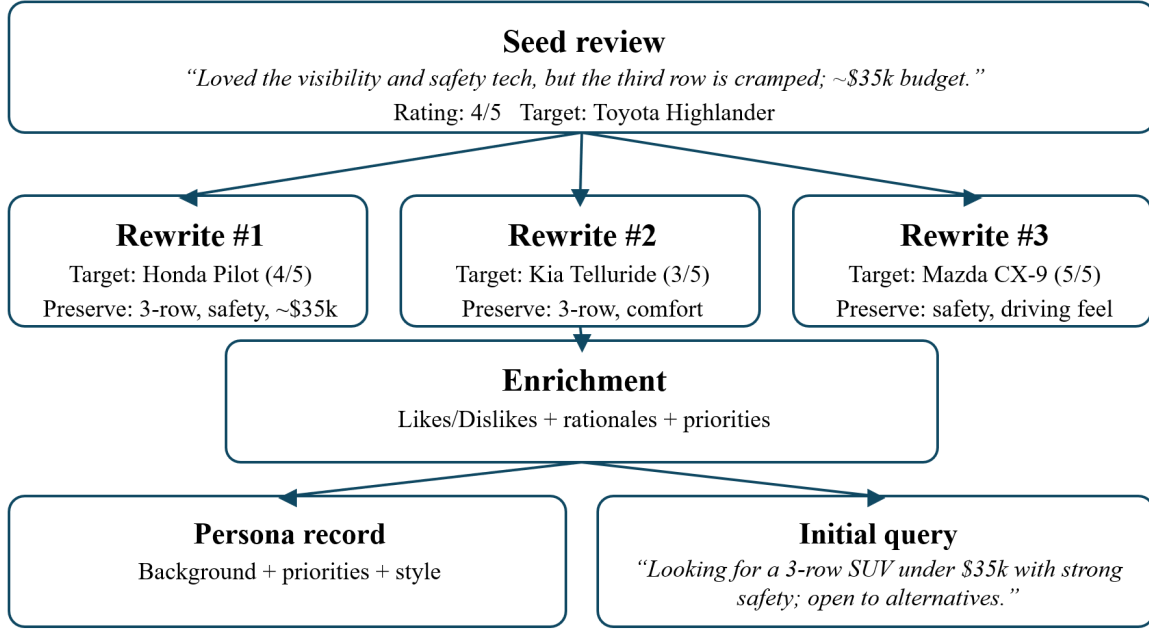 Seed review
“Loved the visibility and safety tech, but the third row is cramped; ~$35k budget.”
Rating: 4/5   Target: Toyota Highlander
Rewrite #1
Target: Honda Pilot (4/5)
Preserve: 3-row, safety, ~$35k
Rewrite #2
Target: Kia Telluride (3/5)
Preserve: 3-row, comfort
Rewrite #3
Target: Mazda CX-9 (5/5)
Preserve: safety, driving feel
Enrichment
Likes/Dislikes + rationales + priorities
Persona record
Background + priorities + style
Initial query
“Looking for a 3-row SUV under $35k with strong
safety; open to alternatives.”